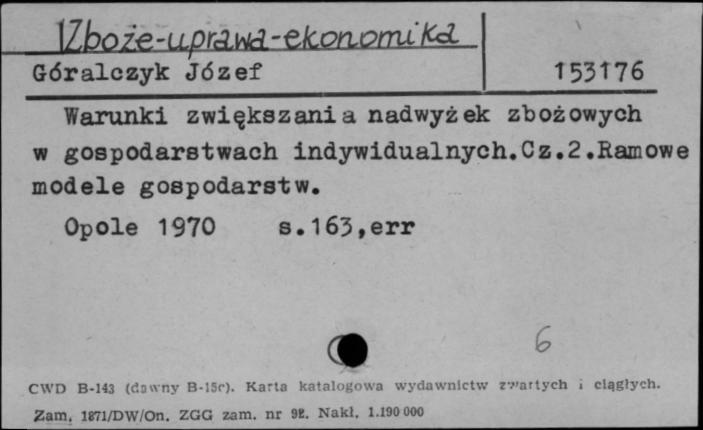 Zboże-uprawa-ekonomika
Góralczyk Józef 153176
Warunki zwiększania nadwyżek zbożowych
w gospodarstwach indywidualnych.Cz.2.Ramowe
modele gospodarstw.
Opole 1970 s.163,err
6
CWD B-143 (dawny B-15c). Karta katalogowa wydawnictw zwartych i ciągłych.
Zam. 1871/DW/On. ZGG zam. nr 98. Nakł. 1.190 000